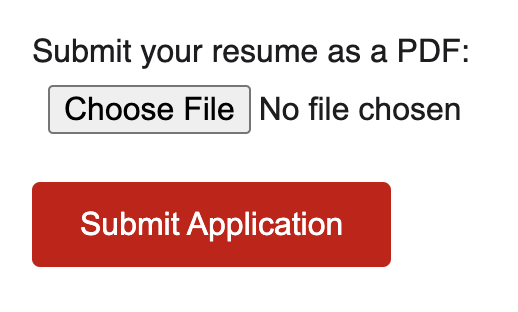 Submit your resume as a PDF:
Choose File No file chosen
Submit Application